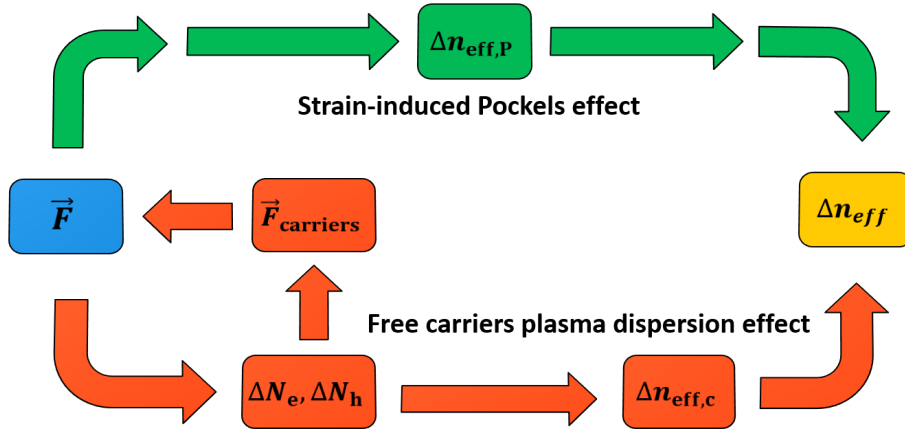 Δn_eff,P
Strain-induced Pockels effect
F⃗
F⃗_carriers
Δn_eff
Free carriers plasma dispersion effect
ΔN_e, ΔN_h
Δn_eff,c